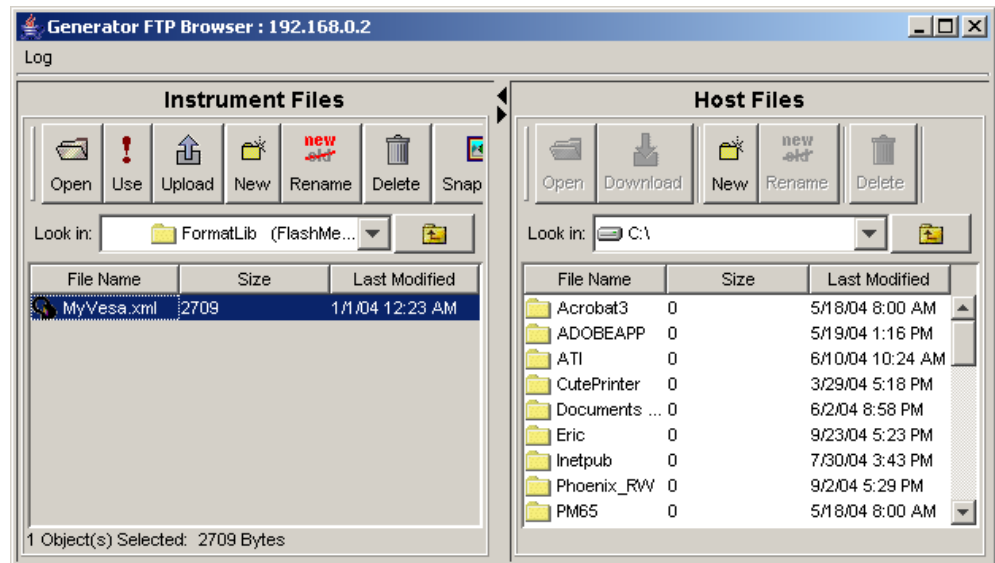 Generator FTP Browser : 192.168.0.2
Log
Instrument Files
Open Use Upload New new old Rename Delete Snap
Look in: FormatLib (FlashMe...
File Name Size Last Modified
MyVesa.xml 2709 1/1/04 12:23 AM
1 Object(s) Selected: 2709 Bytes
Host Files
Open Download New new old Rename Delete
Look in: C:\
File Name Size Last Modified
Acrobat3 0 5/18/04 8:00 AM
ADOBEAPP 0 5/19/04 1:16 PM
ATI 0 6/10/04 10:24 AM
CutePrinter 0 3/29/04 5:18 PM
Documents ... 0 6/2/04 8:58 PM
Eric 0 9/23/04 5:23 PM
Inetpub 0 7/30/04 3:43 PM
Phoenix_RW 0 9/2/04 5:29 PM
PM65 0 5/18/04 8:00 AM